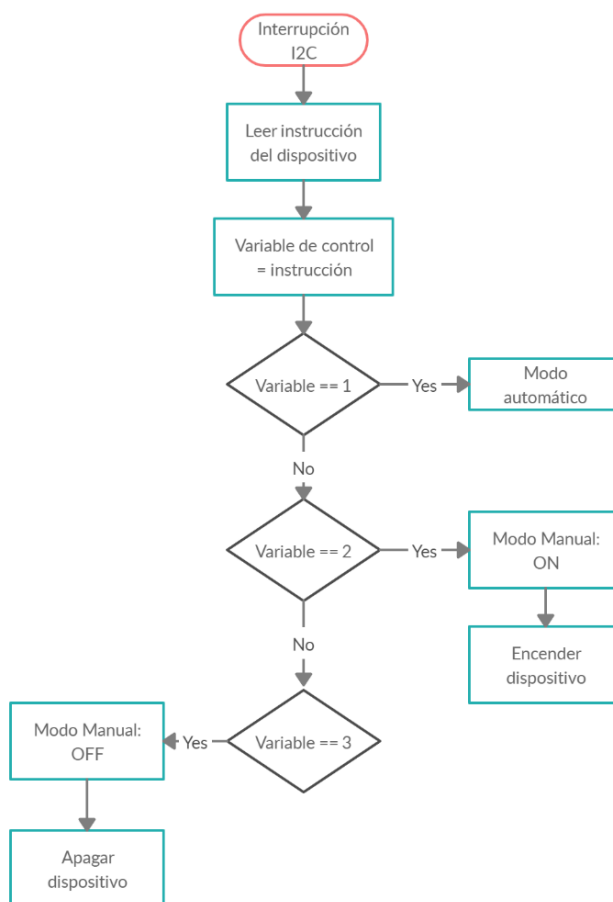 Interrupción
I2C
Leer instrucción
del dispositivo
Variable de control
= instrucción
Variable == 1
Yes
Modo
automático
No
Variable == 2
Yes
Modo Manual:
ON
Encender
dispositivo
No
Variable == 3
Yes
Modo Manual:
OFF
Apagar
dispositivo